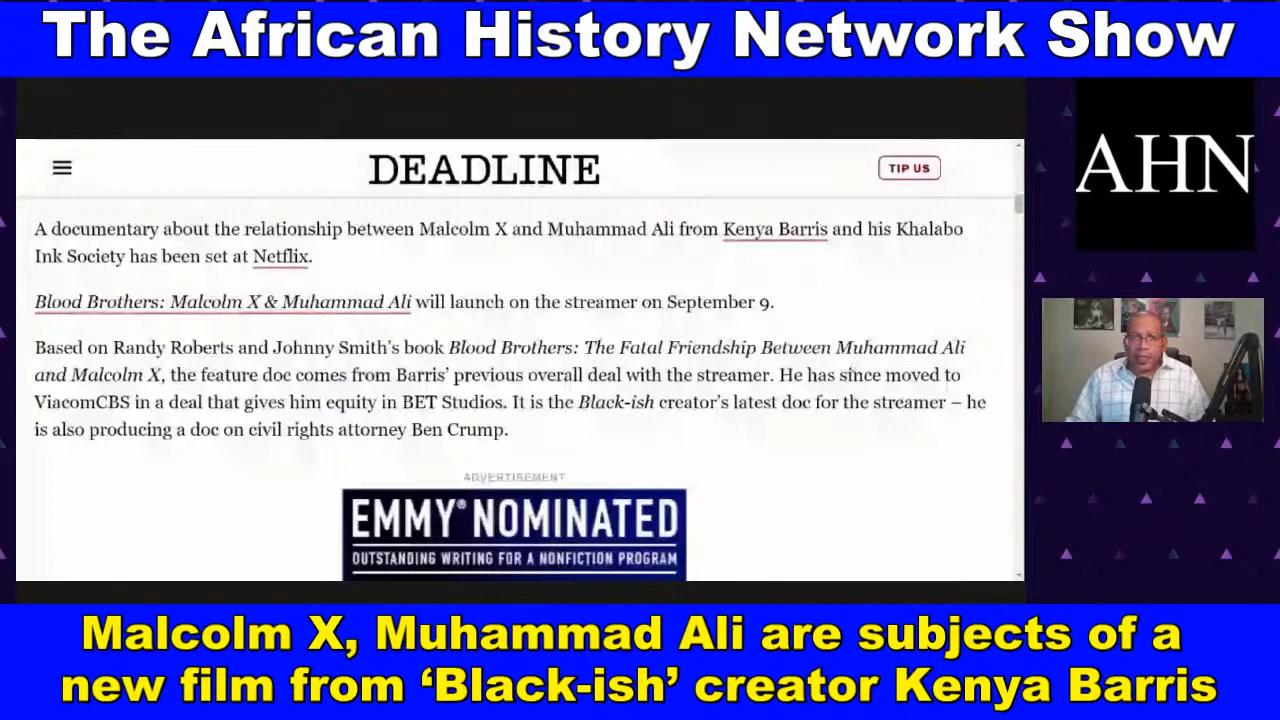 The African History Network Show
AHN
DEADLINE
TIP US
A documentary about the relationship between Malcolm X and Muhammad Ali from Kenya Barris and his Khalabo
Ink Society has been set at Netflix.
Blood Brothers: Malcolm X & Muhammad Ali will launch on the streamer on September 9.
Based on Randy Roberts and Johnny Smith's book Blood Brothers: The Fatal Friendship Between Muhammad Ali
and Malcolm X, the feature doc comes from Barris' previous overall deal with the streamer. He has since moved to
ViacomCBS in a deal that gives him equity in BET Studios. It is the Black-ish creator's latest doc for the streamer – he
is also producing a doc on civil rights attorney Ben Crump.
ADVERTISEMENT
EMMY® NOMINATED
OUTSTANDING WRITING FOR A NONFICTION PROGRAM
Malcolm X, Muhammad Ali are subjects of a
new film from ‘Black-ish’ creator Kenya Barris